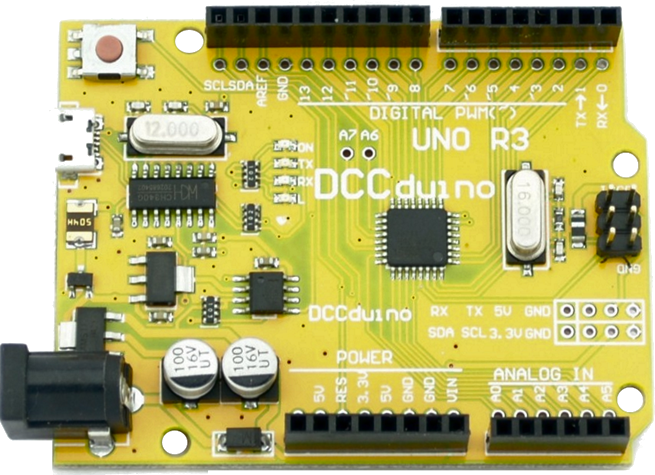 SCL SDA AREF GND 13 12 ~11 ~10 ~9 8 7 ~6 ~5 4 ~3 2 TX→1 RX←0
DIGITAL PWM(~)
12.000
ON
TX
RX
L
A7 A6
UNO R3
DCCduino
16.000
GND
DCCduino
RX TX 5V GND
SDA SCL 3.3V GND
100
16V
UT
100
16V
UT
POWER
ANALOG IN
5V RES 3.3V 5V GND GND VIN
A0 A1 A2 A3 A4 A5